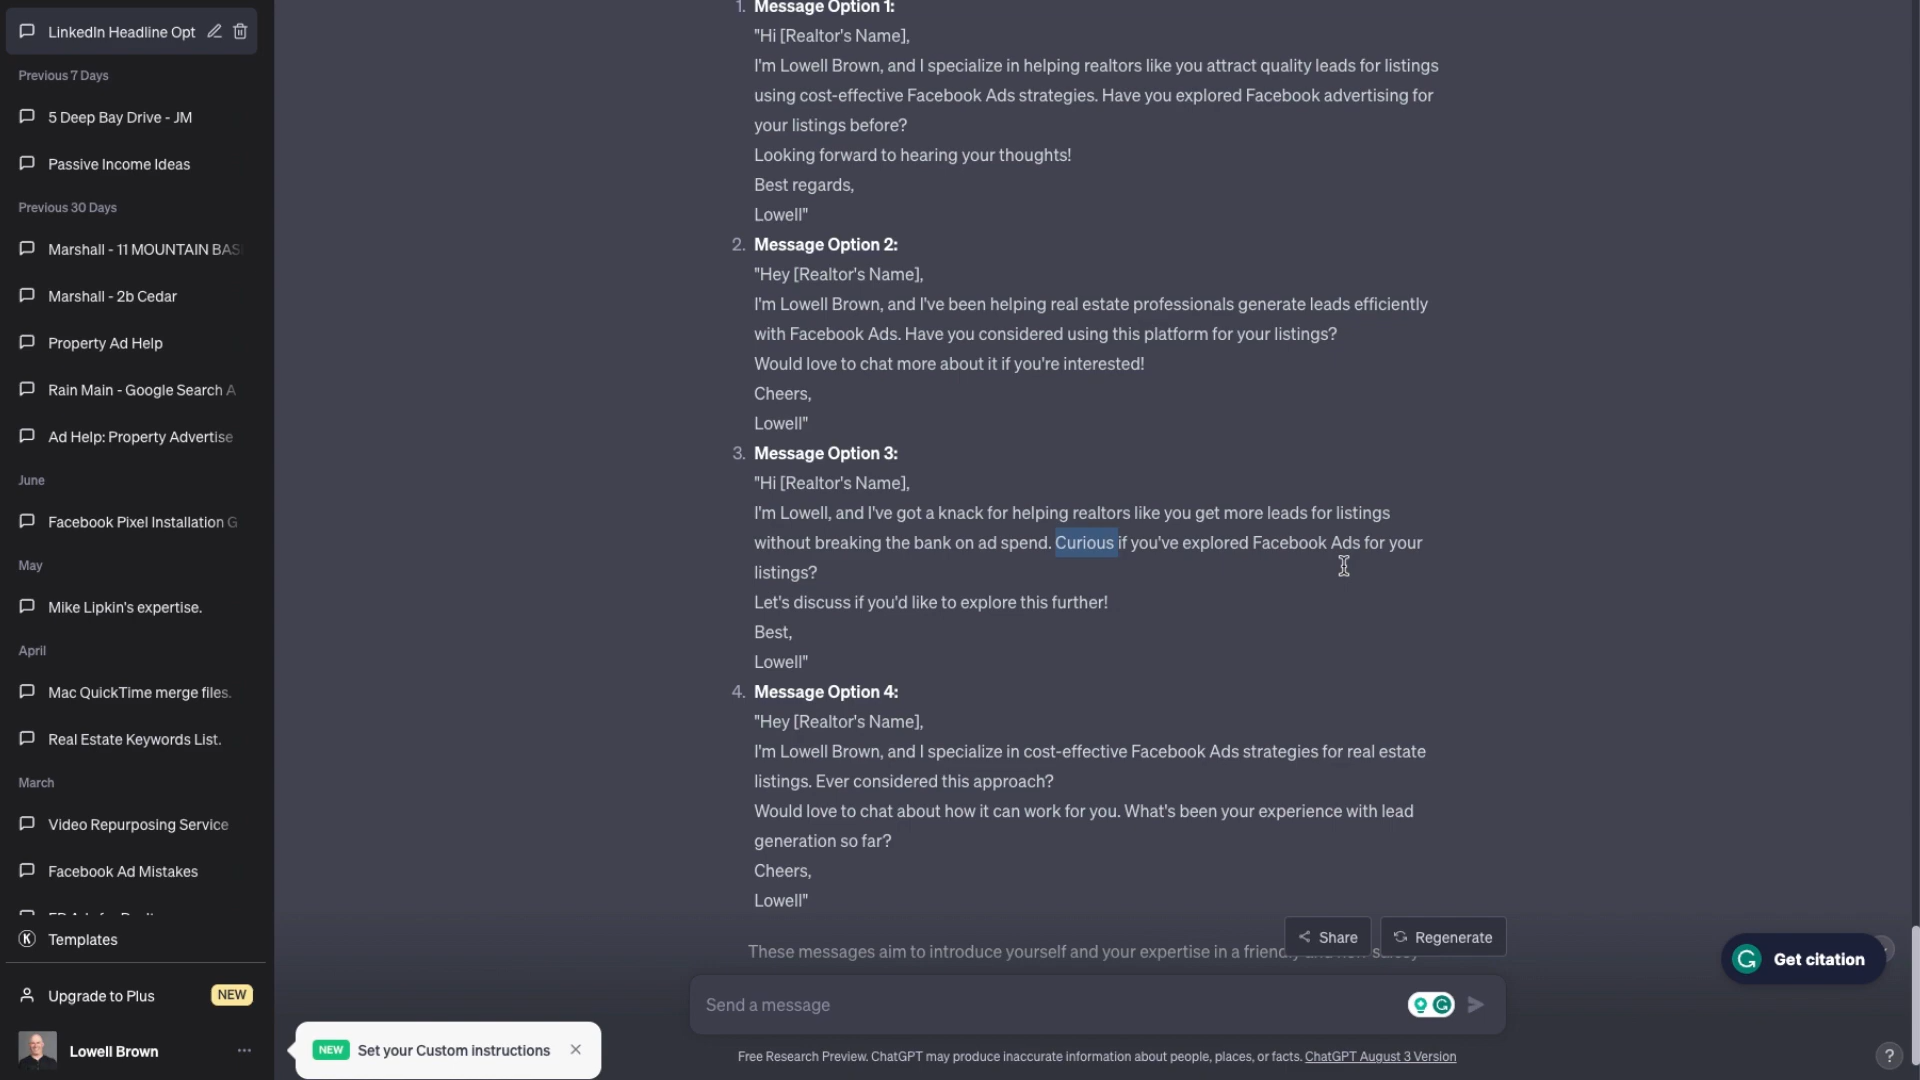 LinkedIn Headline Opt
Previous 7 Days
5 Deep Bay Drive - JM
Passive Income Ideas
Previous 30 Days
Marshall - 11 MOUNTAIN BAS
Marshall - 2b Cedar
Property Ad Help
Rain Main - Google Search A
Ad Help: Property Advertise
June
Facebook Pixel Installation G
May
Mike Lipkin's expertise.
April
Mac QuickTime merge files.
Real Estate Keywords List.
March
Video Repurposing Service
Facebook Ad Mistakes
Templates
Upgrade to Plus
NEW
Lowell Brown
1. Message Option 1:
"Hi [Realtor's Name],
I'm Lowell Brown, and I specialize in helping realtors like you attract quality leads for listings
using cost-effective Facebook Ads strategies. Have you explored Facebook advertising for
your listings before?
Looking forward to hearing your thoughts!
Best regards,
Lowell"
2. Message Option 2:
"Hey [Realtor's Name],
I'm Lowell Brown, and I've been helping real estate professionals generate leads efficiently
with Facebook Ads. Have you considered using this platform for your listings?
Would love to chat more about it if you're interested!
Cheers,
Lowell"
3. Message Option 3:
"Hi [Realtor's Name],
I'm Lowell, and I've got a knack for helping realtors like you get more leads for listings
without breaking the bank on ad spend. Curious if you've explored Facebook Ads for your
listings?
Let's discuss if you'd like to explore this further!
Best,
Lowell"
4. Message Option 4:
"Hey [Realtor's Name],
I'm Lowell Brown, and I specialize in cost-effective Facebook Ads strategies for real estate
listings. Ever considered this approach?
Would love to chat about how it can work for you. What's been your experience with lead
generation so far?
Cheers,
Lowell"
Share
Regenerate
These messages aim to introduce yourself and your expertise in a friendly and
Get citation
Send a message
NEW Set your Custom instructions
Free Research Preview. ChatGPT may produce inaccurate information about people, places, or facts. ChatGPT August 3 Version
?